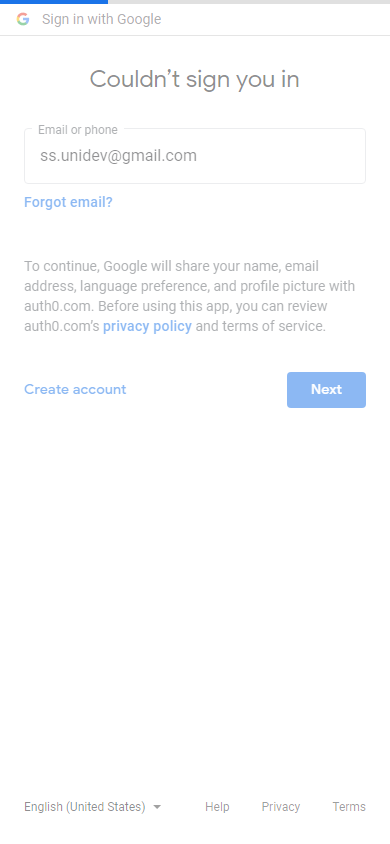 Sign in with Google
Couldn’t sign you in
Email or phone
ss.unidev@gmail.com
Forgot email?
To continue, Google will share your name, email
address, language preference, and profile picture with
auth0.com. Before using this app, you can review
auth0.com’s privacy policy and terms of service.
Create account
Next
English (United States)
Help
Privacy
Terms